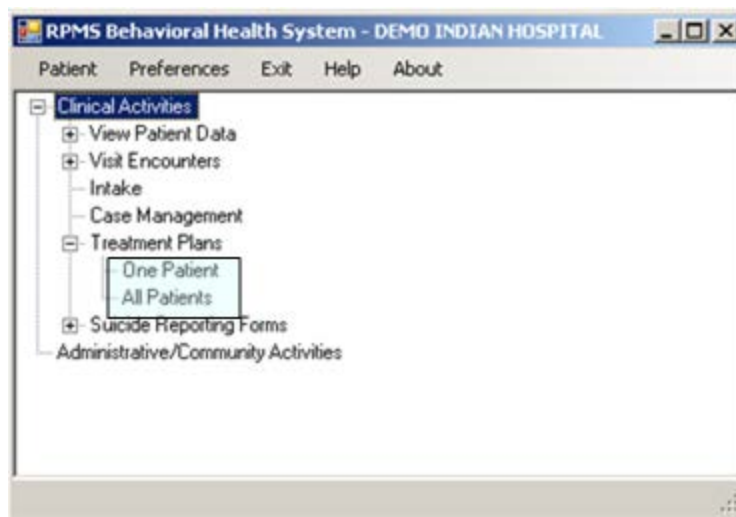 RPMS Behavioral Health System - DEMO INDIAN HOSPITAL
Patient Preferences Exit Help About
Clinical Activities
View Patient Data
Visit Encounters
Intake
Case Management
Treatment Plans
One Patient
All Patients
Suicide Reporting Forms
Administrative/Community Activities